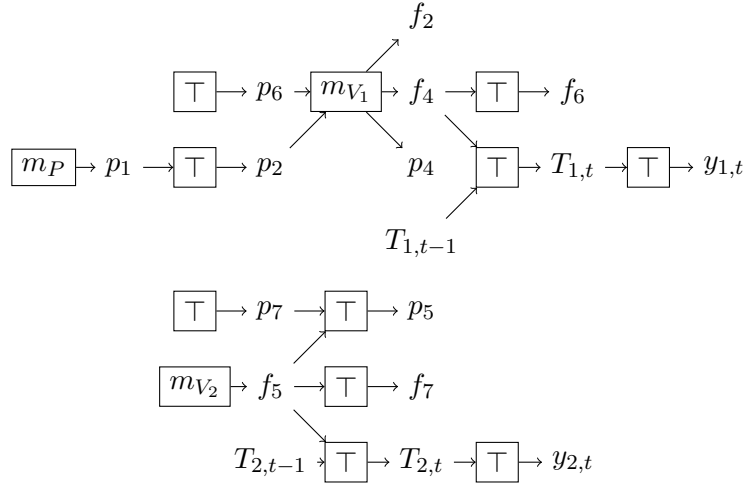 f_2
⊤ p_6 m_{V_1} f_4 ⊤ f_6
m_P p_1 ⊤ p_2 p_4 ⊤ T_{1,t} ⊤ y_{1,t}
T_{1,t−1}
⊤ p_7 ⊤ p_5
m_{V_2} f_5 ⊤ f_7
T_{2,t−1} ⊤ T_{2,t} ⊤ y_{2,t}